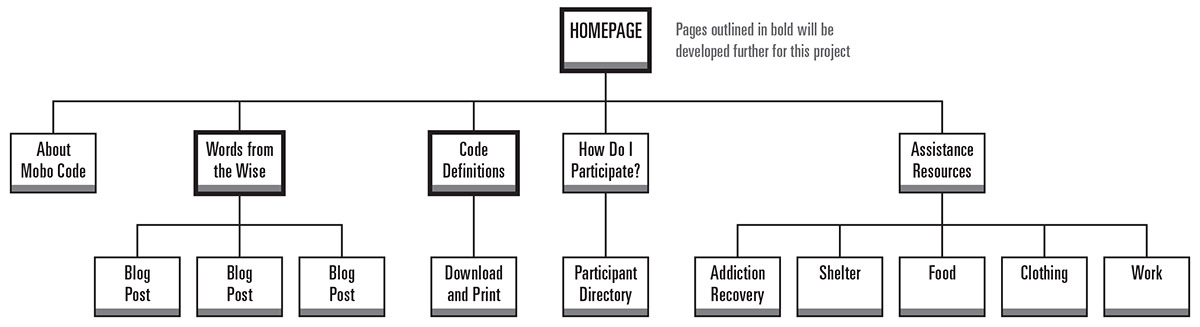 HOMEPAGE
Pages outlined in bold will be
developed further for this project
About
Mobo Code
Words from
the Wise
Code
Definitions
How Do I
Participate?
Assistance
Resources
Blog
Post
Blog
Post
Blog
Post
Download
and Print
Participant
Directory
Addiction
Recovery
Shelter
Food
Clothing
Work